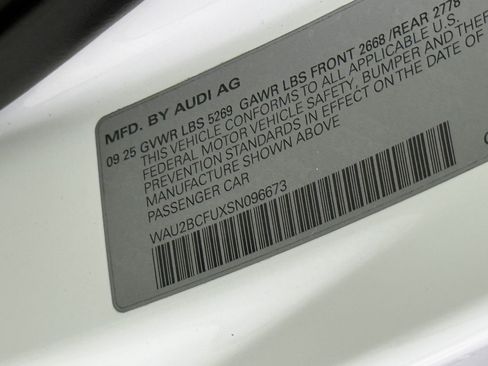 MFD. BY AUDI AG
09 25 GVWR LBS 5269 GAWR LBS FRONT 2668 /REAR 2778
THIS VEHICLE CONFORMS TO ALL APPLICABLE U.S.
FEDERAL MOTOR VEHICLE SAFETY, BUMPER AND THEFT
PREVENTION STANDARDS IN EFFECT ON THE DATE OF
MANUFACTURE SHOWN ABOVE
PASSENGER CAR
WAU2BCFUXSN096673